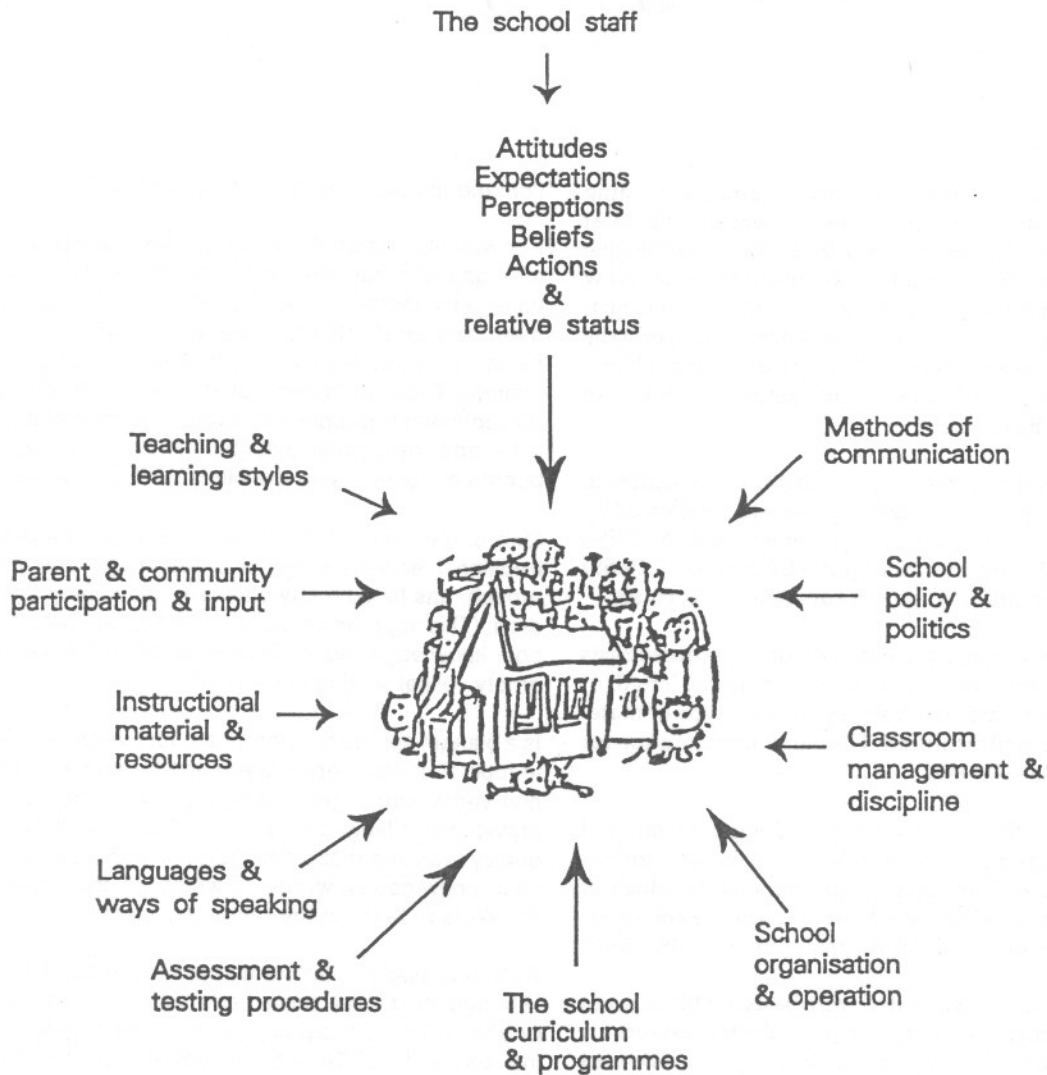 The school staff
Attitudes
Expectations
Perceptions
Beliefs
Actions
&
relative status
Teaching &
learning styles
Methods of
communication
Parent & community
participation & input
School
policy &
politics
Instructional
material &
resources
Classroom
management &
discipline
Languages &
ways of speaking
Assessment &
testing procedures
The school
curriculum
& programmes
School
organisation
& operation